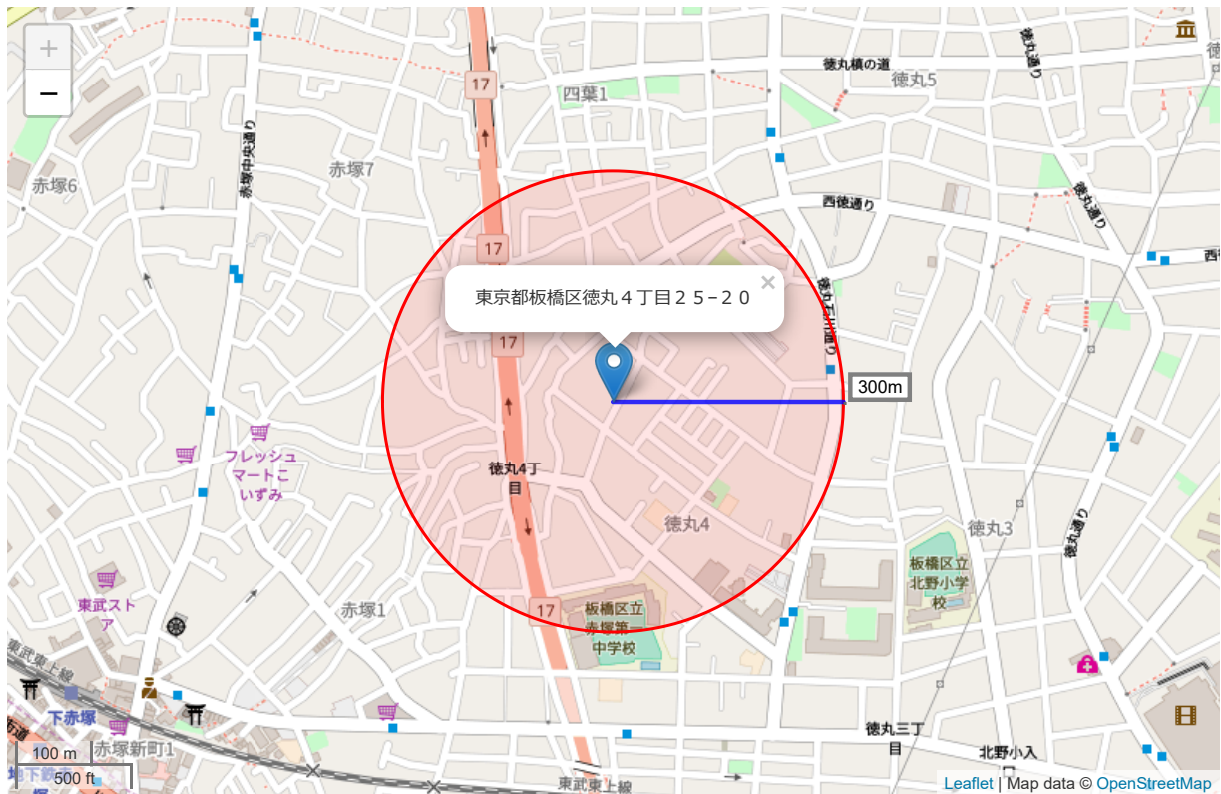 +
−
17
四葉1
徳丸槙の道
徳丸5
徳丸通り
赤塚中央通り
赤塚7
赤塚6
徳丸通り
西徳通り
17
×
東京都板橋区徳丸４丁目２５−２０
徳丸石川通り
17
300m
フレッシュ
マートこ
いずみ
徳丸4丁
目
徳丸4
徳丸3
徳丸通り
板橋区立
北野小学
校
東武スト
ア
赤塚1
17
板橋区立
赤塚第一
中学校
東武東上線
下赤塚
赤塚新町1
徳丸三丁
目
北野小入
東武東上線
100 m
500 ft
Leaflet | Map data © OpenStreetMap